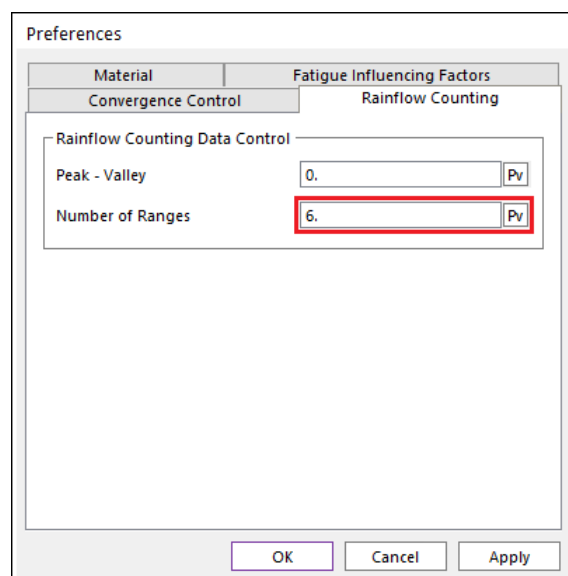 Preferences
Material Fatigue Influencing Factors
Convergence Control Rainflow Counting
Rainflow Counting Data Control
Peak - Valley 0. Pv
Number of Ranges 6. Pv
OK Cancel Apply